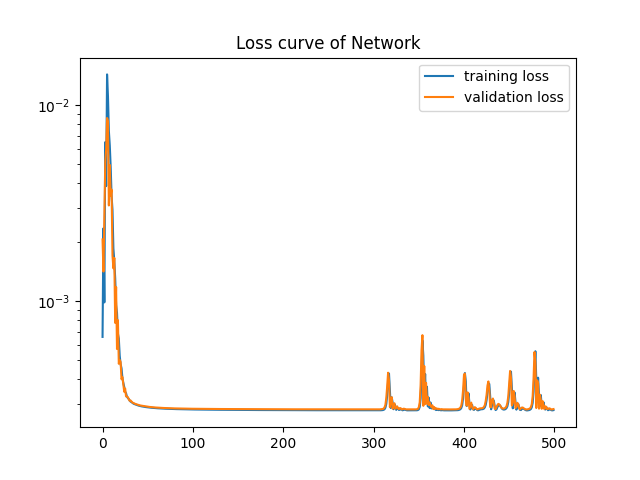 Loss curve of Network
training loss
validation loss
10⁻²
10⁻³
0 100 200 300 400 500